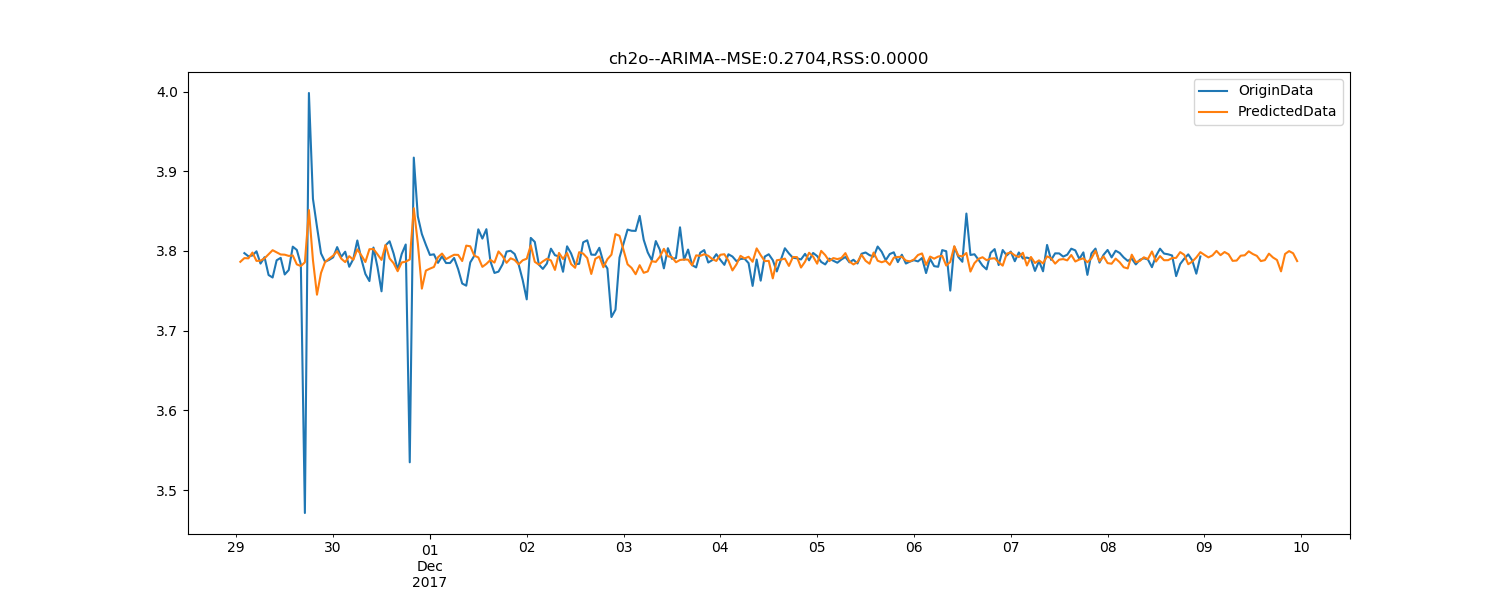 ch2o--ARIMA--MSE:0.2704,RSS:0.0000
OriginData
PredictedData
4.0
3.9
3.8
3.7
3.6
3.5
29 30 01 02 03 04 05 06 07 08 09 10
Dec
2017